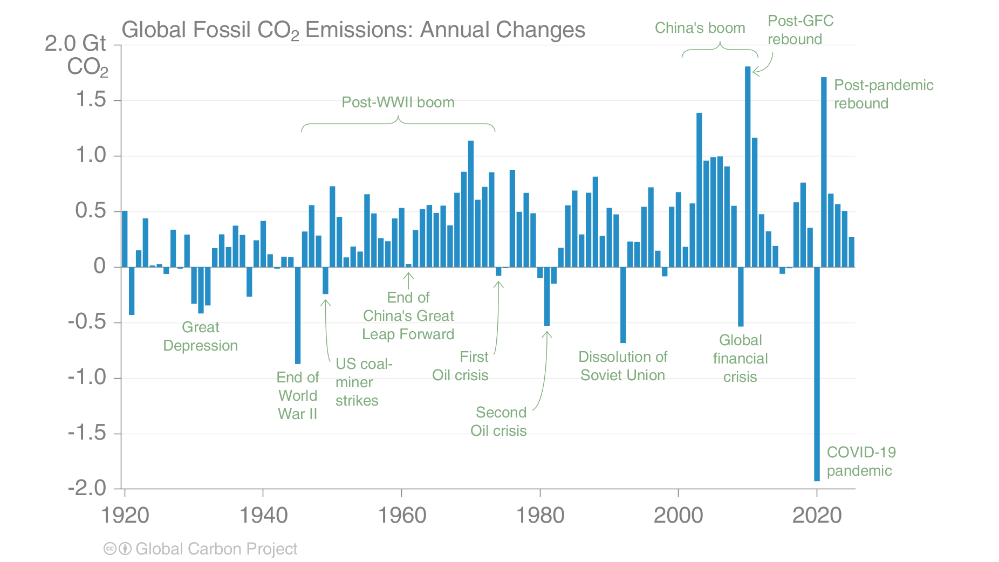 Global Fossil CO₂ Emissions: Annual Changes
2.0 Gt
CO₂
1.5
1.0
0.5
0
-0.5
-1.0
-1.5
-2.0
China's boom
Post-GFC
rebound
Post-pandemic
rebound
Post-WWII boom
Great
Depression
End of
World
War II
US coal-
miner
strikes
End of
China's Great
Leap Forward
First
Oil crisis
Second
Oil crisis
Dissolution of
Soviet Union
Global
financial
crisis
COVID-19
pandemic
1920 1940 1960 1980 2000 2020
cc Global Carbon Project